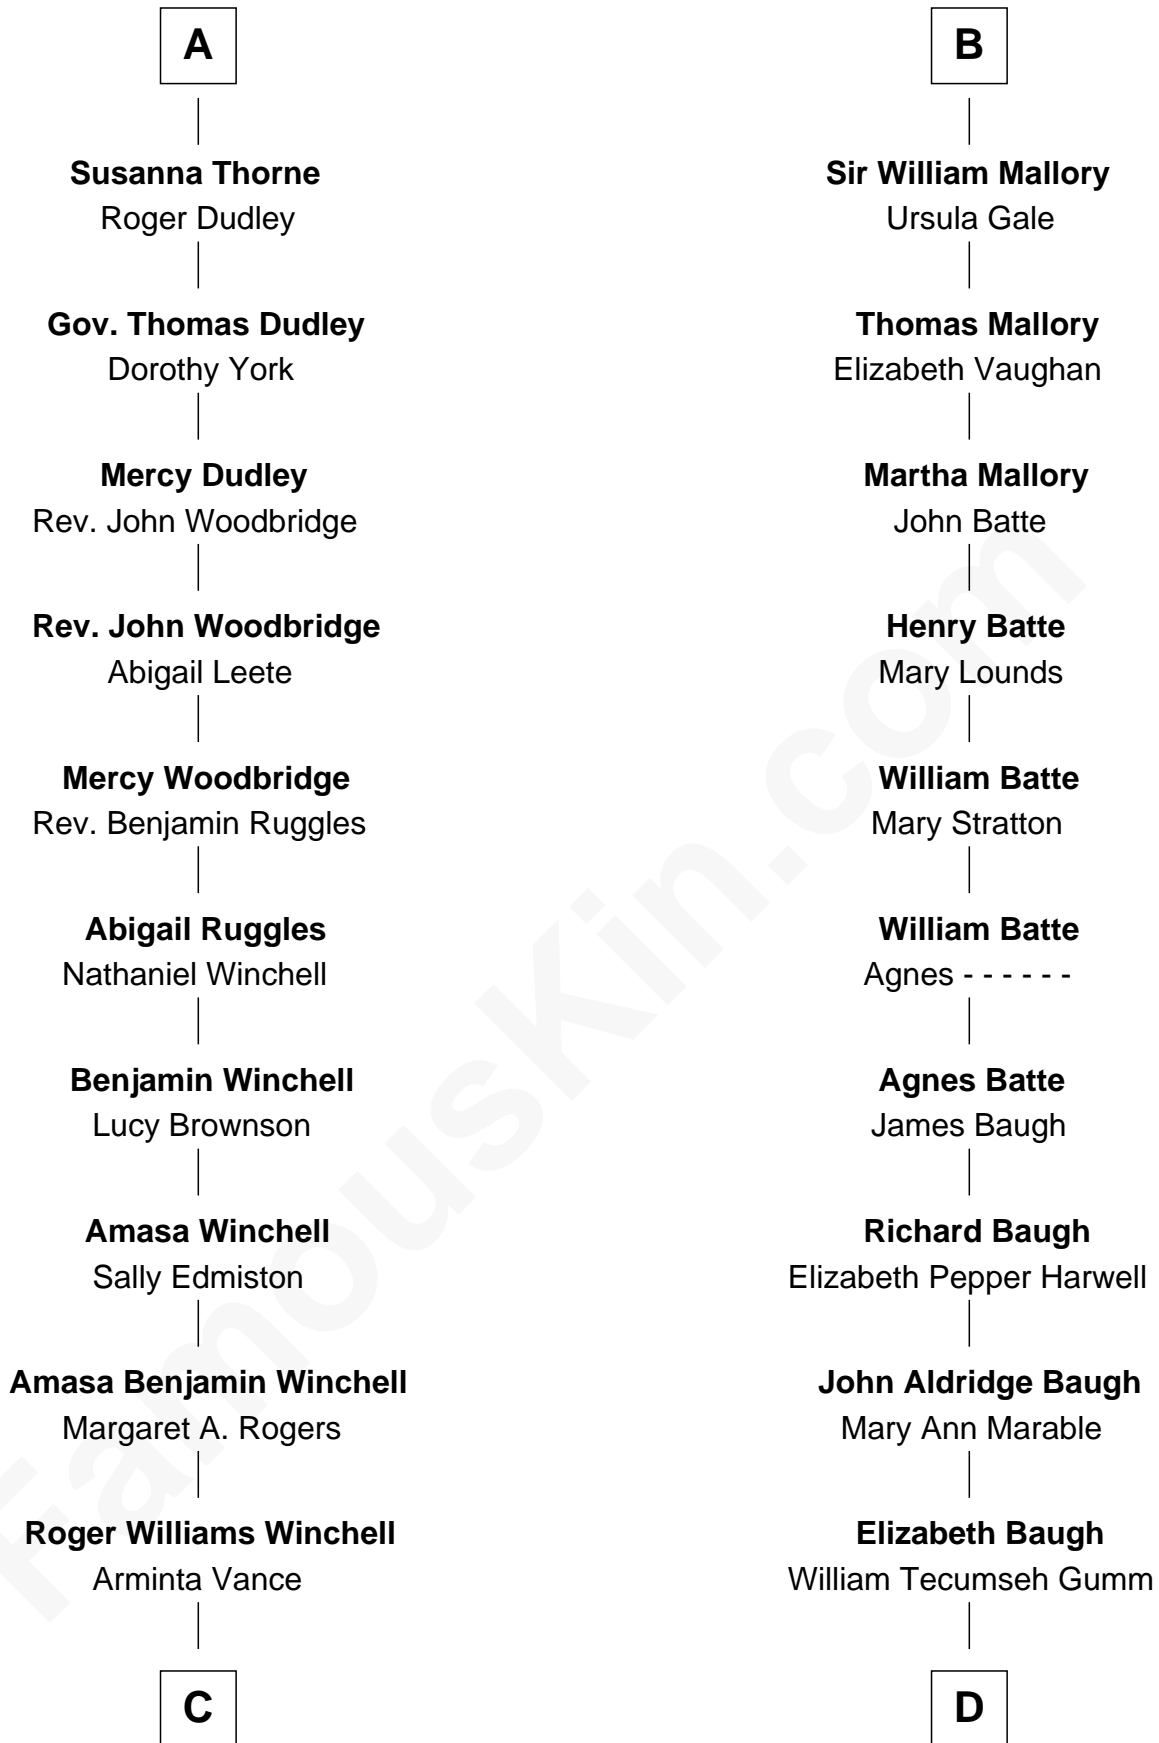 A
Susanna Thorne
Roger Dudley
Gov. Thomas Dudley
Dorothy York
Mercy Dudley
Rev. John Woodbridge
Rev. John Woodbridge
Abigail Leete
Mercy Woodbridge
Rev. Benjamin Ruggles
Abigail Ruggles
Nathaniel Winchell
Benjamin Winchell
Lucy Brownson
Amasa Winchell
Sally Edmiston
Amasa Benjamin Winchell
Margaret A. Rogers
Roger Williams Winchell
Arminta Vance
C
B
Sir William Mallory
Ursula Gale
Thomas Mallory
Elizabeth Vaughan
Martha Mallory
John Batte
Henry Batte
Mary Lounds
William Batte
Mary Stratton
William Batte
Agnes - - - - - -
Agnes Batte
James Baugh
Richard Baugh
Elizabeth Pepper Harwell
John Aldridge Baugh
Mary Ann Marable
Elizabeth Baugh
William Tecumseh Gumm
D
FamousKin.com